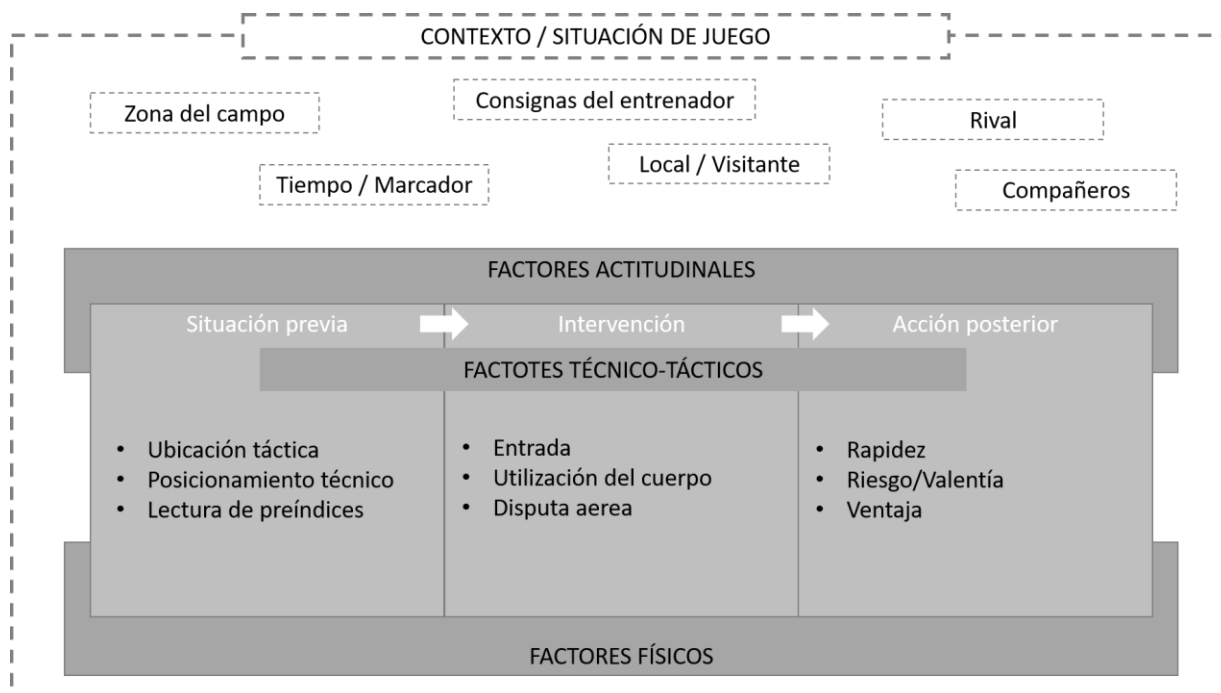 CONTEXTO / SITUACIÓN DE JUEGO
Zona del campo
Consignas del entrenador
Rival
Tiempo / Marcador
Local / Visitante
Compañeros
FACTORES ACTITUDINALES
Situación previa
Intervención
Acción posterior
FACTOTES TÉCNICO-TÁCTICOS
• Ubicación táctica
• Posicionamiento técnico
• Lectura de preíndices
• Entrada
• Utilización del cuerpo
• Disputa aerea
• Rapidez
• Riesgo/Valentía
• Ventaja
FACTORES FÍSICOS